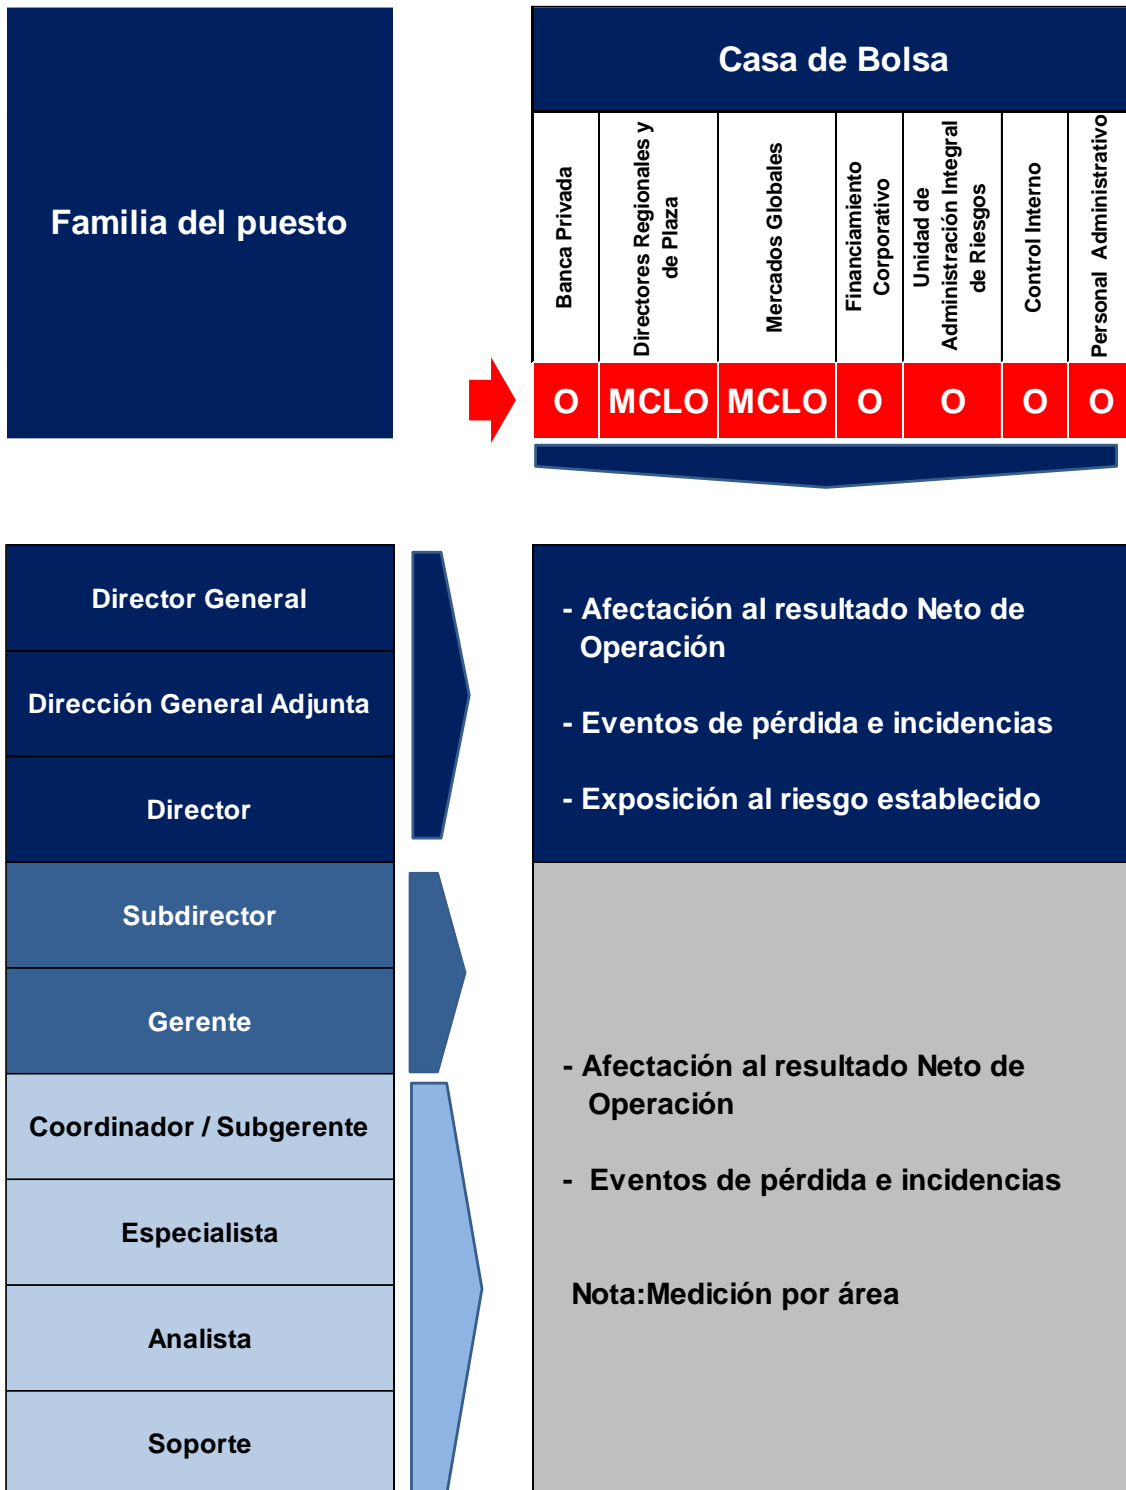 Casa de Bolsa
Familia del puesto
Banca Privada
Directores Regionales y
de Plaza
Mercados Globales
Financiamiento
Corporativo
Unidad de
Administración Integral
de Riesgos
Control Interno
Personal Administrativo
O MCLO MCLO O O O O
Director General
Dirección General Adjunta
Director
- Afectación al resultado Neto de
Operación
- Eventos de pérdida e incidencias
- Exposición al riesgo establecido
Subdirector
Gerente
Coordinador / Subgerente
Especialista
Analista
Soporte
- Afectación al resultado Neto de
Operación
- Eventos de pérdida e incidencias
Nota:Medición por área